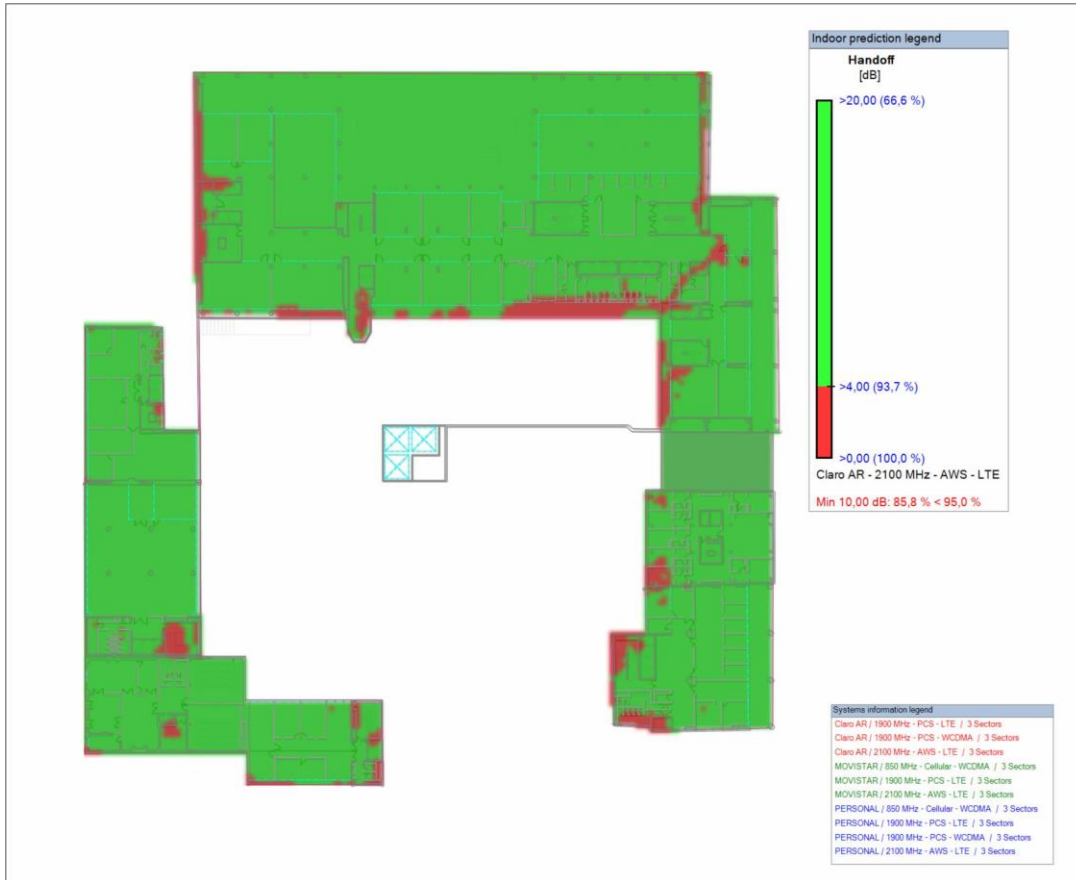 Indoor prediction legend
Handoff
[dB]
>20,00 (66,6 %)
>4,00 (93,7 %)
>0,00 (100,0 %)
Claro AR - 2100 MHz - AWS - LTE
Min 10,00 dB: 85,8 % < 95,0 %
Systems information legend
Claro AR / 1900 MHz - PCS - LTE / 3 Sectors
Claro AR / 1900 MHz - PCS - WCDMA / 3 Sectors
Claro AR / 2100 MHz - AWS - LTE / 3 Sectors
MOVISTAR / 850 MHz - Cellular - WCDMA / 3 Sectors
MOVISTAR / 1900 MHz - PCS - LTE / 3 Sectors
MOVISTAR / 2100 MHz - AWS - LTE / 3 Sectors
PERSONAL / 850 MHz - Cellular - WCDMA / 3 Sectors
PERSONAL / 1900 MHz - PCS - LTE / 3 Sectors
PERSONAL / 1900 MHz - PCS - WCDMA / 3 Sectors
PERSONAL / 2100 MHz - AWS - LTE / 3 Sectors